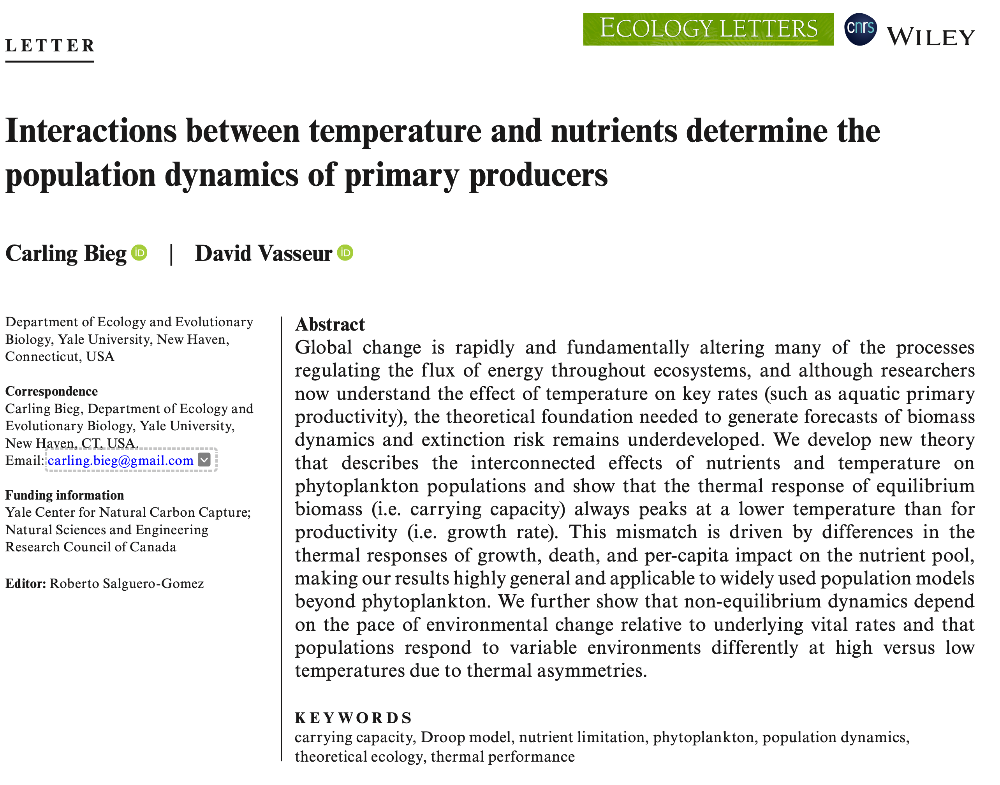 LETTER
ECOLOGY LETTERS
cnrs
WILEY
Interactions between temperature and nutrients determine the
population dynamics of primary producers
Carling Bieg iD | David Vasseur iD
Department of Ecology and Evolutionary
Biology, Yale University, New Haven,
Connecticut, USA
Correspondence
Carling Bieg, Department of Ecology and
Evolutionary Biology, Yale University,
New Haven, CT, USA.
Email: carling.bieg@gmail.com
Funding information
Yale Center for Natural Carbon Capture;
Natural Sciences and Engineering
Research Council of Canada
Editor: Roberto Salguero-Gomez
Abstract
Global change is rapidly and fundamentally altering many of the processes
regulating the flux of energy throughout ecosystems, and although researchers
now understand the effect of temperature on key rates (such as aquatic primary
productivity), the theoretical foundation needed to generate forecasts of biomass
dynamics and extinction risk remains underdeveloped. We develop new theory
that describes the interconnected effects of nutrients and temperature on
phytoplankton populations and show that the thermal response of equilibrium
biomass (i.e. carrying capacity) always peaks at a lower temperature than for
productivity (i.e. growth rate). This mismatch is driven by differences in the
thermal responses of growth, death, and per-capita impact on the nutrient pool,
making our results highly general and applicable to widely used population models
beyond phytoplankton. We further show that non-equilibrium dynamics depend
on the pace of environmental change relative to underlying vital rates and that
populations respond to variable environments differently at high versus low
temperatures due to thermal asymmetries.
KEYWORDS
carrying capacity, Droop model, nutrient limitation, phytoplankton, population dynamics,
theoretical ecology, thermal performance